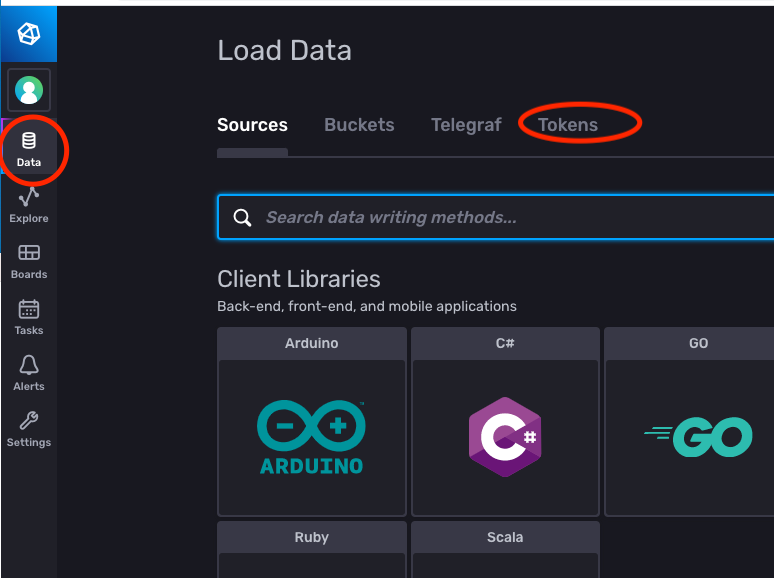 Load Data
Sources Buckets Telegraf Tokens
Data
Search data writing methods...
Explore
Boards
Tasks
Alerts
Settings
Client Libraries
Back-end, front-end, and mobile applications
Arduino C# GO
ARDUINO
C#
GO
Ruby Scala